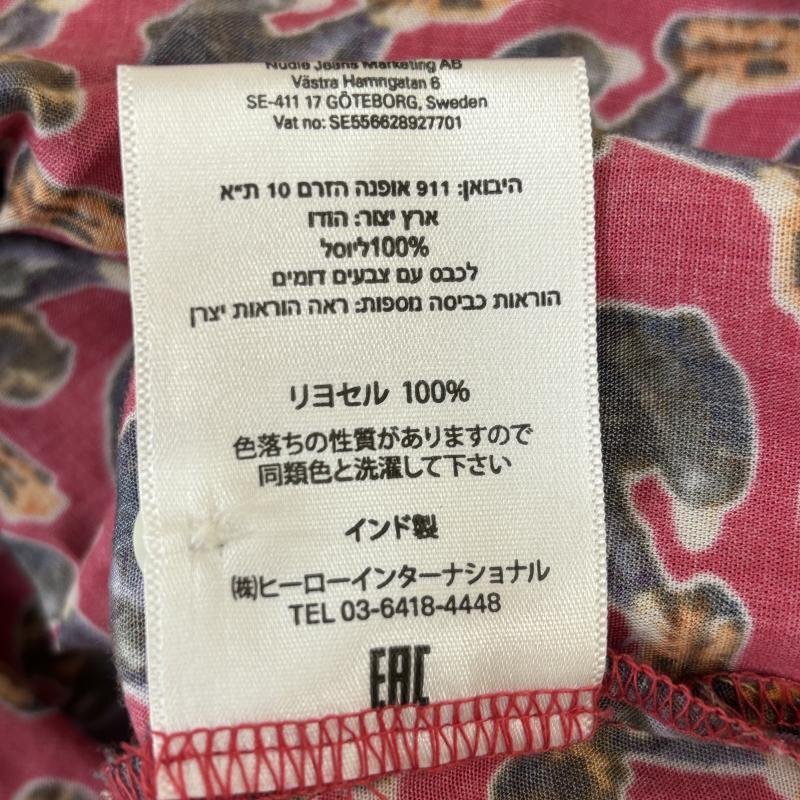 Nudie Jeans Marketing AB
Västra Hamngatan 6
SE-411 17 GÖTEBORG, Sweden
Vat no: SE556628927701
היבואן: 911 אופנה הזרם 10 ת״א
ארץ יצור: הודו
100%ליוסל
לכבס עם צבעים דומים
הוראות כביסה נוספות: ראה הוראות יצרן
リヨセル 100%
色落ちの性質がありますので
同類色と洗濯して下さい
インド製
㈱ヒーローインターナショナル
TEL 03-6418-4448
EAC